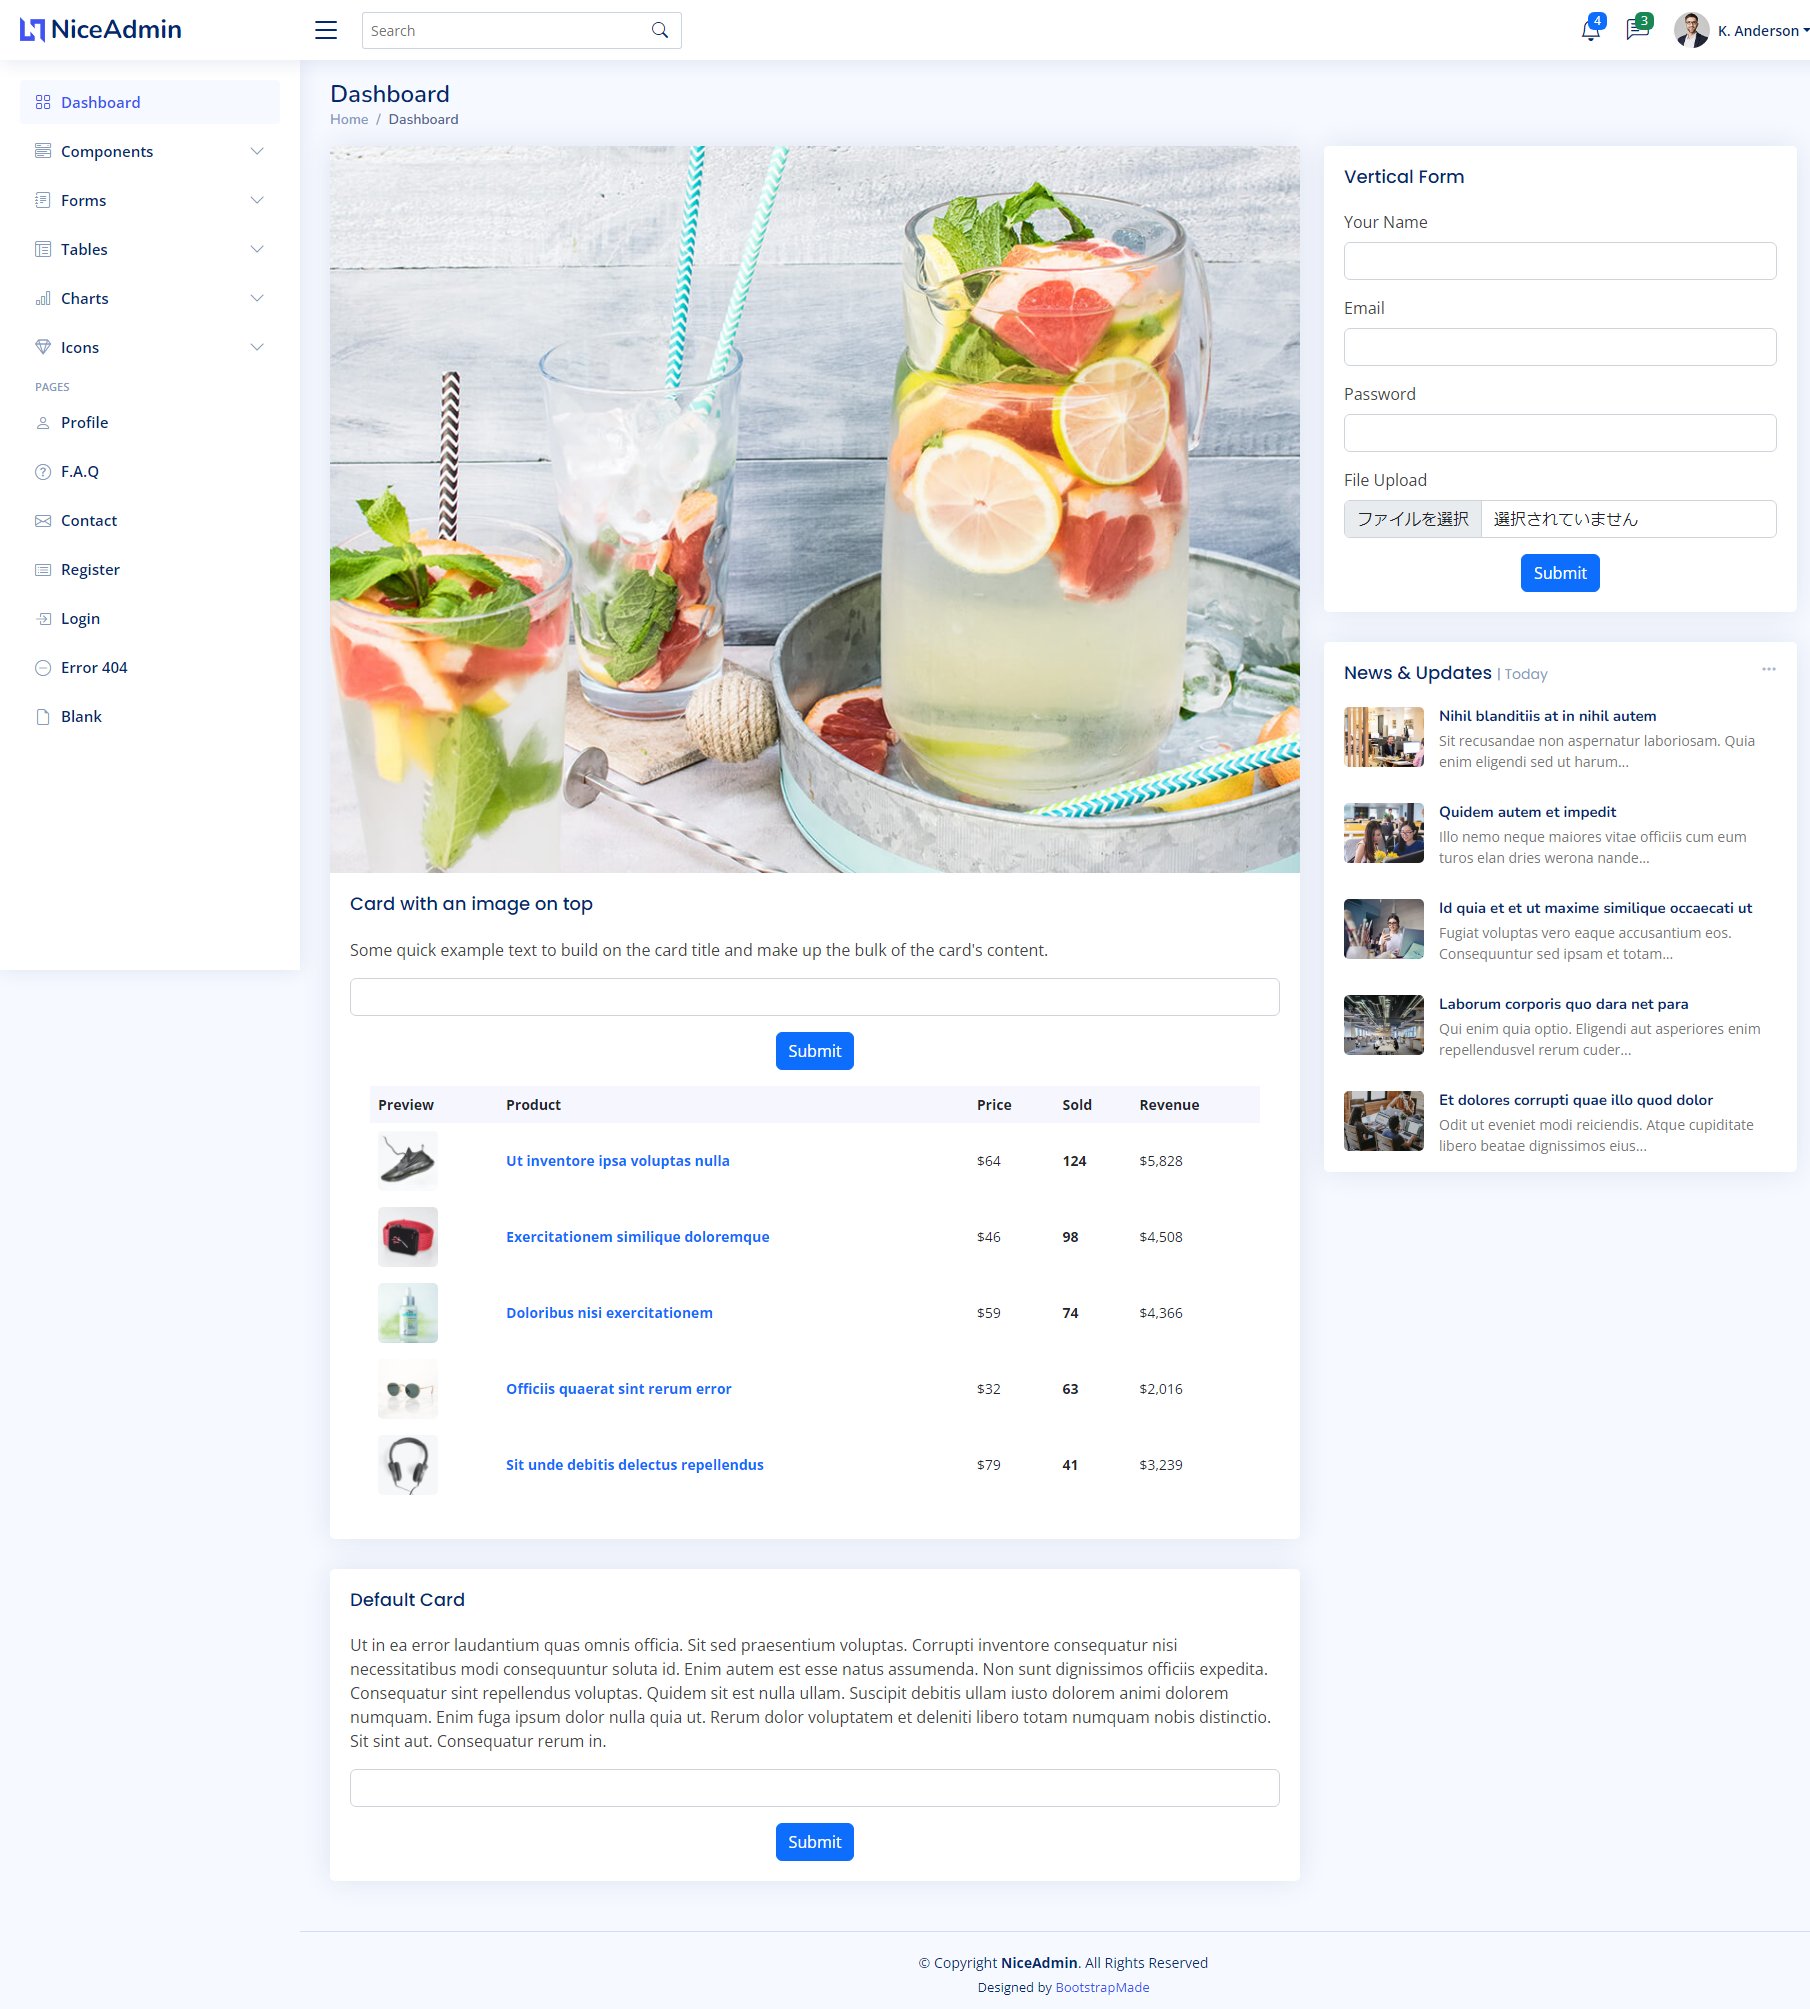 NiceAdmin
Search
4
3
K. Anderson
Dashboard
Components
Forms
Tables
Charts
Icons
PAGES
Profile
F.A.Q
Contact
Register
Login
Error 404
Blank
Dashboard
Home / Dashboard
Card with an image on top
Some quick example text to build on the card title and make up the bulk of the card's content.
Submit
Preview Product Price Sold Revenue
Ut inventore ipsa voluptas nulla $64 124 $5,828
Exercitationem similique doloremque $46 98 $4,508
Doloribus nisi exercitationem $59 74 $4,366
Officiis quaerat sint rerum error $32 63 $2,016
Sit unde debitis delectus repellendus $79 41 $3,239
Default Card
Ut in ea error laudantium quas omnis officia. Sit sed praesentium voluptas. Corrupti inventore consequatur nisi
necessitatibus modi consequuntur soluta id. Enim autem est esse natus assumenda. Non sunt dignissimos officiis expedita.
Consequatur sint repellendus voluptas. Quidem sit est nulla ullam. Suscipit debitis ullam iusto dolorem animi dolorem
numquam. Enim fuga ipsum dolor nulla quia ut. Rerum dolor voluptatem et deleniti libero totam numquam nobis distinctio.
Sit sint aut. Consequatur rerum in.
Submit
Vertical Form
Your Name
Email
Password
File Upload
ファイルを選択 選択されていません
Submit
News & Updates | Today
Nihil blanditiis at in nihil autem
Sit recusandae non aspernatur laboriosam. Quia
enim eligendi sed ut harum...
Quidem autem et impedit
Illo nemo neque maiores vitae officiis cum eum
turos elan dries werona nande...
Id quia et et ut maxime similique occaecati ut
Fugiat voluptas vero eaque accusantium eos.
Consequuntur sed ipsam et totam...
Laborum corporis quo dara net para
Qui enim quia optio. Eligendi aut asperiores enim
repellendusvel rerum cuder...
Et dolores corrupti quae illo quod dolor
Odit ut eveniet modi reiciendis. Atque cupiditate
libero beatae dignissimos eius...
© Copyright NiceAdmin. All Rights Reserved
Designed by BootstrapMade